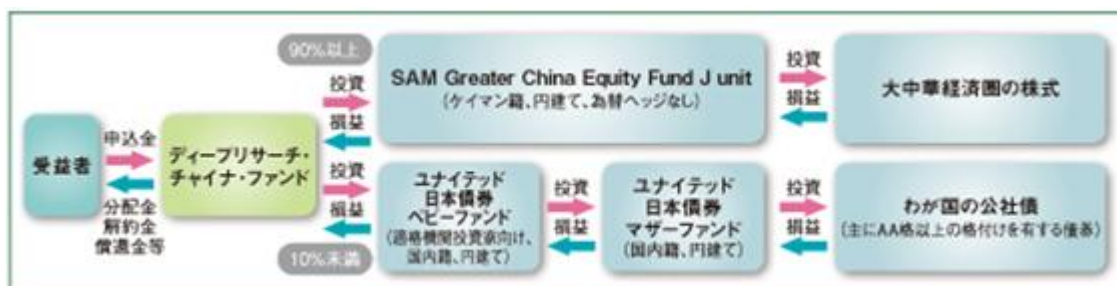 90%以上
投資
損益
SAM Greater China Equity Fund J unit
(ケイマン籍、円建て、為替ヘッジなし)
投資
損益
大中華経済圏の株式
受益者
申込金
分配金
解約金
償還金等
ディープリサーチ・
チャイナ・ファンド
投資
損益
10%未満
ユナイテッド
日本債券
ベビーファンド
(適格機関投資家向け、
国内籍、円建て)
投資
損益
ユナイテッド
日本債券
マザーファンド
(国内籍、円建て)
投資
損益
わが国の公社債
(主にAA格以上の格付けを有する債券)